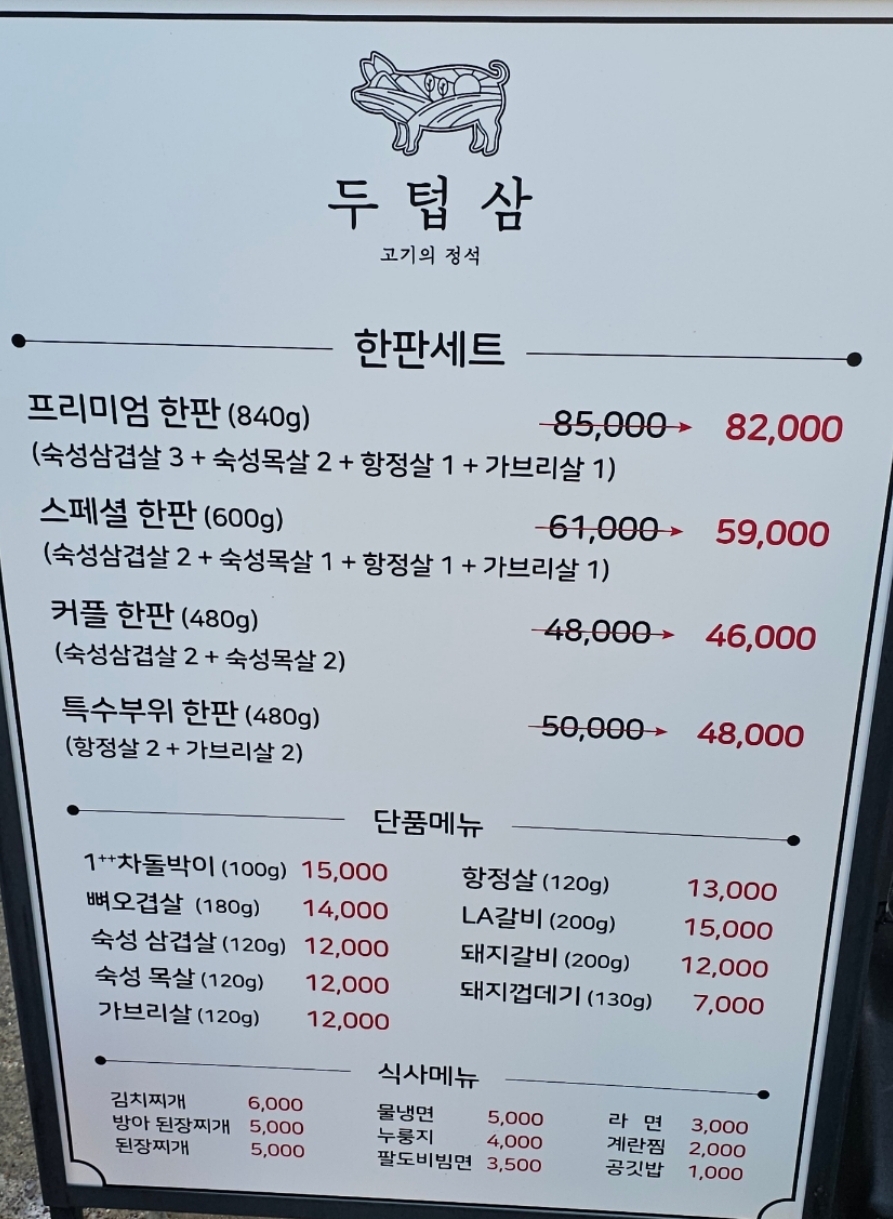 두텁삼
고기의 정석
한판세트
프리미엄 한판 (840g) 85,000 → 82,000
(숙성삼겹살 3 + 숙성목살 2 + 항정살 1 + 가브리살 1)
스페셜 한판 (600g) 61,000 → 59,000
(숙성삼겹살 2 + 숙성목살 1 + 항정살 1 + 가브리살 1)
커플 한판 (480g) 48,000 → 46,000
(숙성삼겹살 2 + 숙성목살 2)
특수부위 한판 (480g) 50,000 → 48,000
(항정살 2 + 가브리살 2)
단품메뉴
1++차돌박이 (100g) 15,000
뼈오겹살 (180g) 14,000
숙성 삼겹살 (120g) 12,000
숙성 목살 (120g) 12,000
가브리살 (120g) 12,000
항정살 (120g) 13,000
LA갈비 (200g) 15,000
돼지갈비 (200g) 12,000
돼지껍데기 (130g) 7,000
식사메뉴
김치찌개 6,000
방아 된장찌개 5,000
된장찌개 5,000
물냉면 5,000
누룽지 4,000
팔도비빔면 3,500
라 면 3,000
계란찜 2,000
공깃밥 1,000